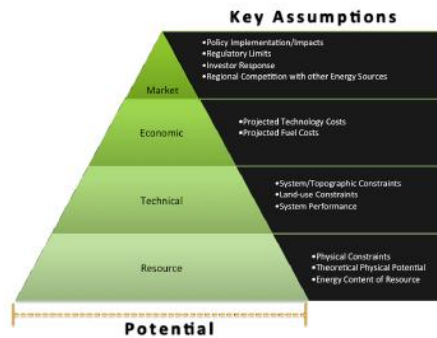 Key Assumptions
•Policy Implementation/Impacts
•Regulatory Limits
•Investor Response
•Regional Competition with other Energy Sources
Market
•Projected Technology Costs
•Projected Fuel Costs
Economic
•System/Topographic Constraints
•Land-use Constraints
•System Performance
Technical
•Physical Constraints
•Theoretical Physical Potential
•Energy Content of Resource
Resource
Potential